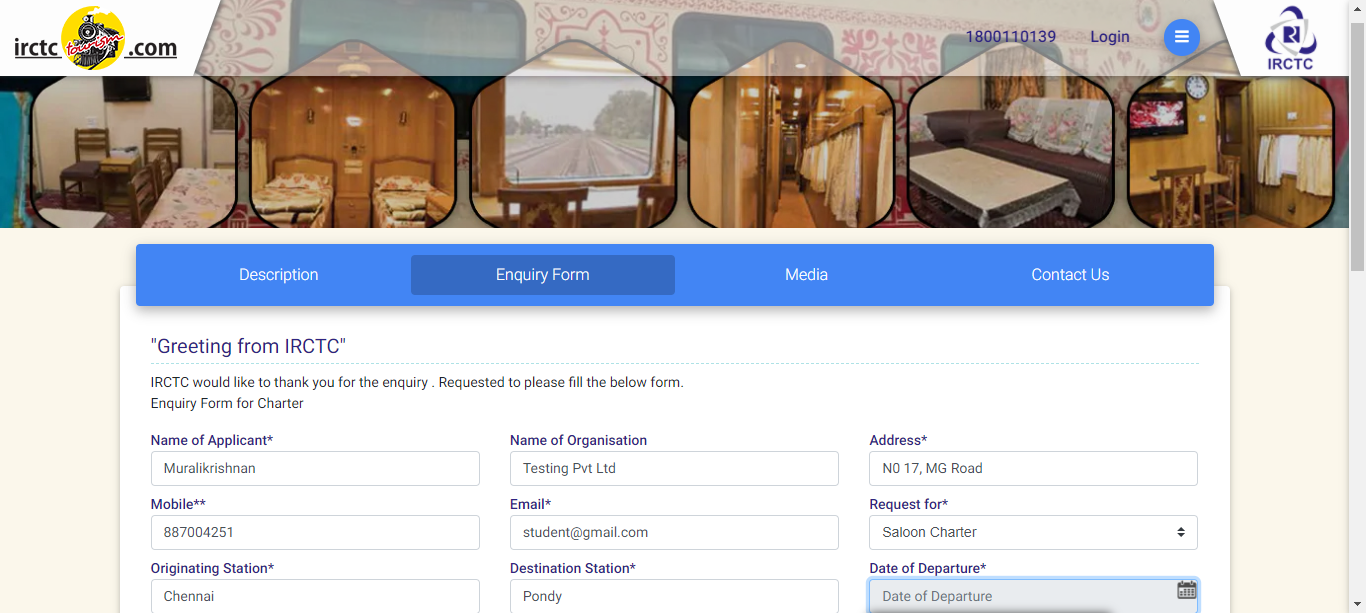 irctc tourism .com
1800110139 Login
IRCTC
Description Enquiry Form Media Contact Us
"Greeting from IRCTC"
IRCTC would like to thank you for the enquiry . Requested to please fill the below form.
Enquiry Form for Charter
Name of Applicant* Name of Organisation Address*
Muralikrishnan Testing Pvt Ltd N0 17, MG Road
Mobile** Email* Request for*
887004251 student@gmail.com Saloon Charter
Originating Station* Destination Station* Date of Departure*
Chennai Pondy Date of Departure